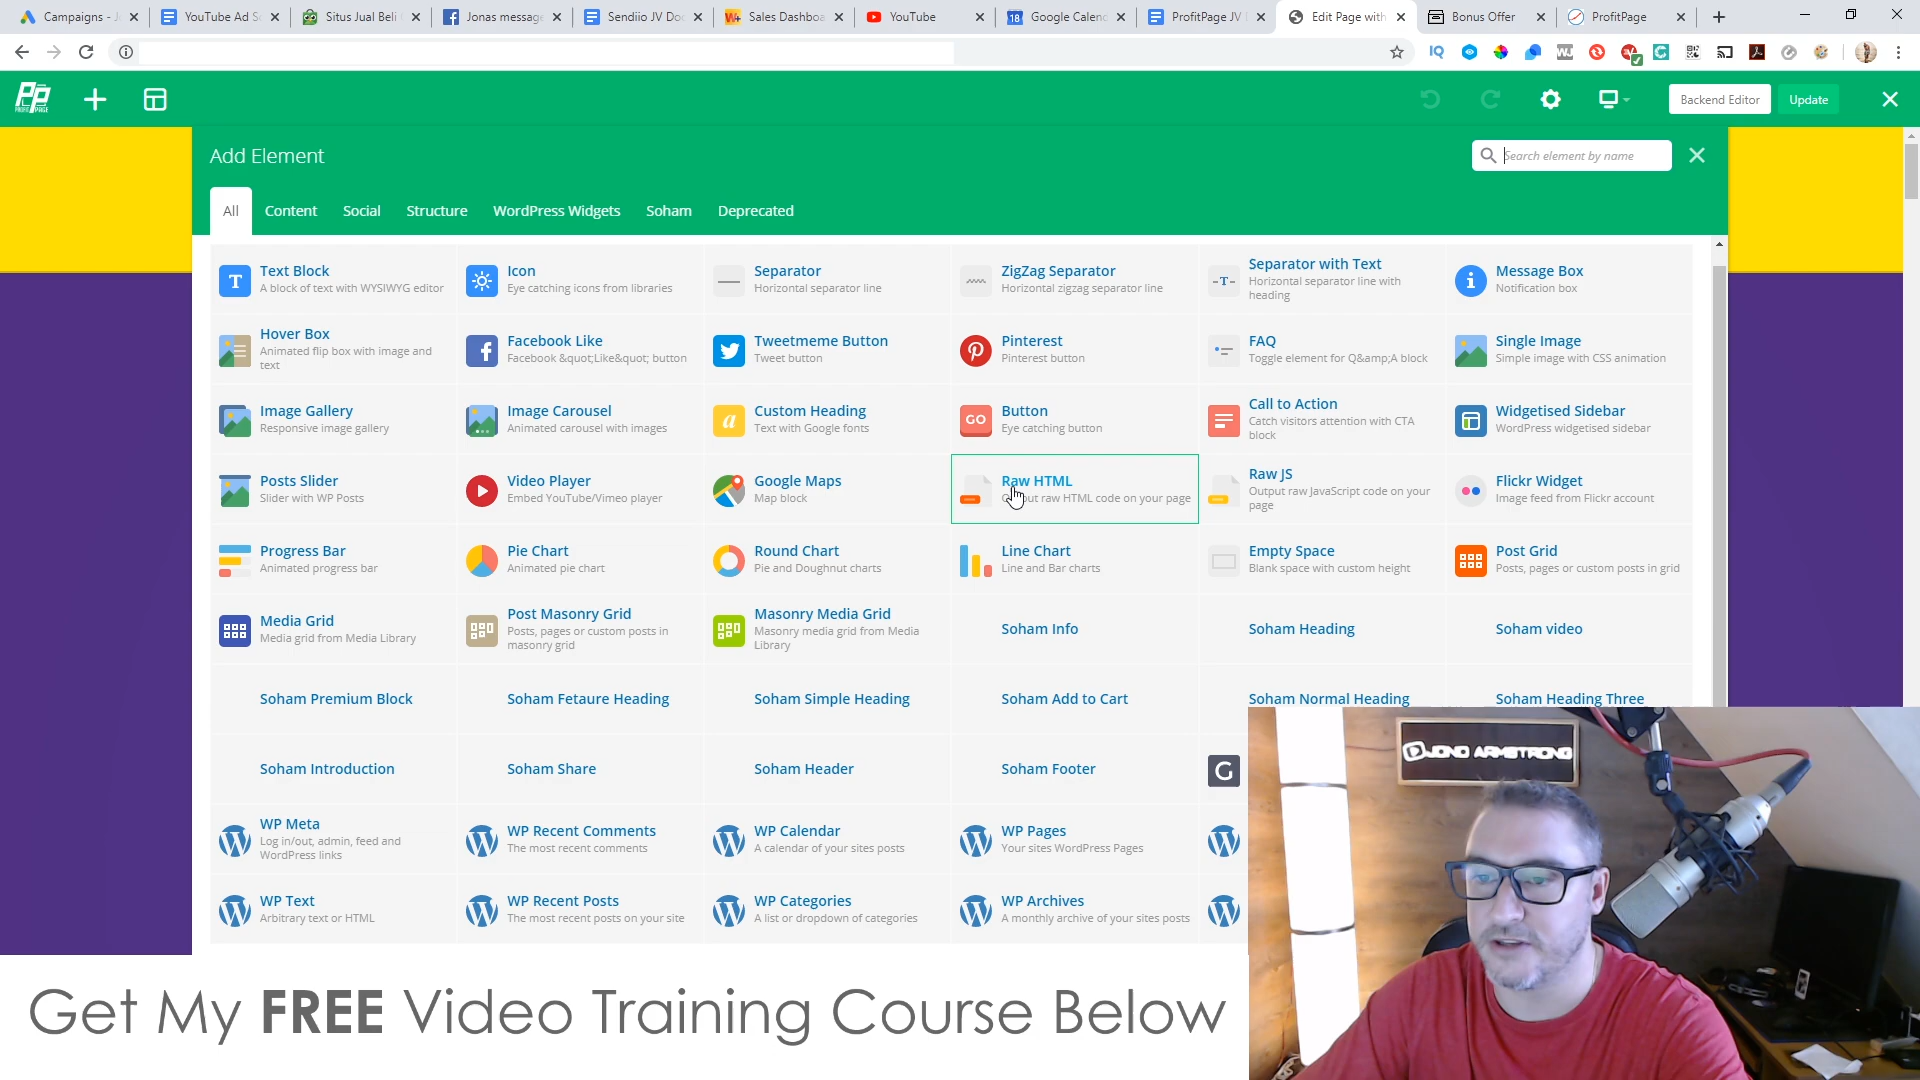 Campaigns - J
YouTube Ad S
Situs Jual Beli
Jonas message
Sendiio JV Doc
Sales Dashboa
YouTube
Google Calen
ProfitPage JV
Edit Page with
Bonus Offer
ProfitPage
PROFIT PAGE
Backend Editor
Update
Add Element
Search element by name
All
Content
Social
Structure
WordPress Widgets
Soham
Deprecated
Text Block
A block of text with WYSIWYG editor
Icon
Eye catching icons from libraries
Separator
Horizontal separator line
ZigZag Separator
Horizontal zigzag separator line
Separator with Text
Horizontal separator line with
heading
Message Box
Notification box
Hover Box
Animated flip box with image and
text
Facebook Like
Facebook &quot;Like&quot; button
Tweetmeme Button
Tweet button
Pinterest
Pinterest button
FAQ
Toggle element for Q&amp;A block
Single Image
Simple image with CSS animation
Image Gallery
Responsive image gallery
Image Carousel
Animated carousel with images
Custom Heading
Text with Google fonts
GO
Button
Eye catching button
Call to Action
Catch visitors attention with CTA
block
Widgetised Sidebar
WordPress widgetised sidebar
Posts Slider
Slider with WP Posts
Video Player
Embed YouTube/Vimeo player
Google Maps
Map block
Raw HTML
Output raw HTML code on your page
Raw JS
Output raw JavaScript code on your
page
Flickr Widget
Image feed from Flickr account
Progress Bar
Animated progress bar
Pie Chart
Animated pie chart
Round Chart
Pie and Doughnut charts
Line Chart
Line and Bar charts
Empty Space
Blank space with custom height
Post Grid
Posts, pages or custom posts in grid
Media Grid
Media grid from Media Library
Post Masonry Grid
Posts, pages or custom posts in
masonry grid
Masonry Media Grid
Masonry media grid from Media
Library
Soham Info
Soham Heading
Soham video
Soham Premium Block
Soham Fetaure Heading
Soham Simple Heading
Soham Add to Cart
Soham Normal Heading
Soham Heading Three
Soham Introduction
Soham Share
Soham Header
Soham Footer
G
WP Meta
Log in/out, admin, feed and
WordPress links
WP Recent Comments
The most recent comments
WP Calendar
A calendar of your sites posts
WP Pages
Your sites WordPress Pages
WP Text
Arbitrary text or HTML
WP Recent Posts
The most recent posts on your site
WP Categories
A list or dropdown of categories
WP Archives
A monthly archive of your sites posts
JONO ARMSTRONG
Get My FREE Video Training Course Below